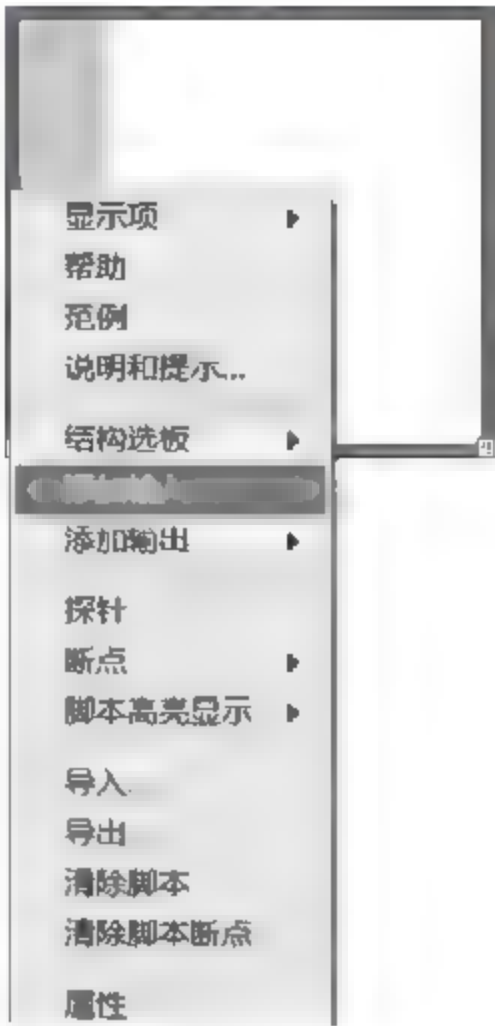 显示项
帮助
范例
说明和提示...
结构选板
添加输出
探针
断点
脚本高亮显示
导入
导出
清除脚本
清除脚本断点
属性